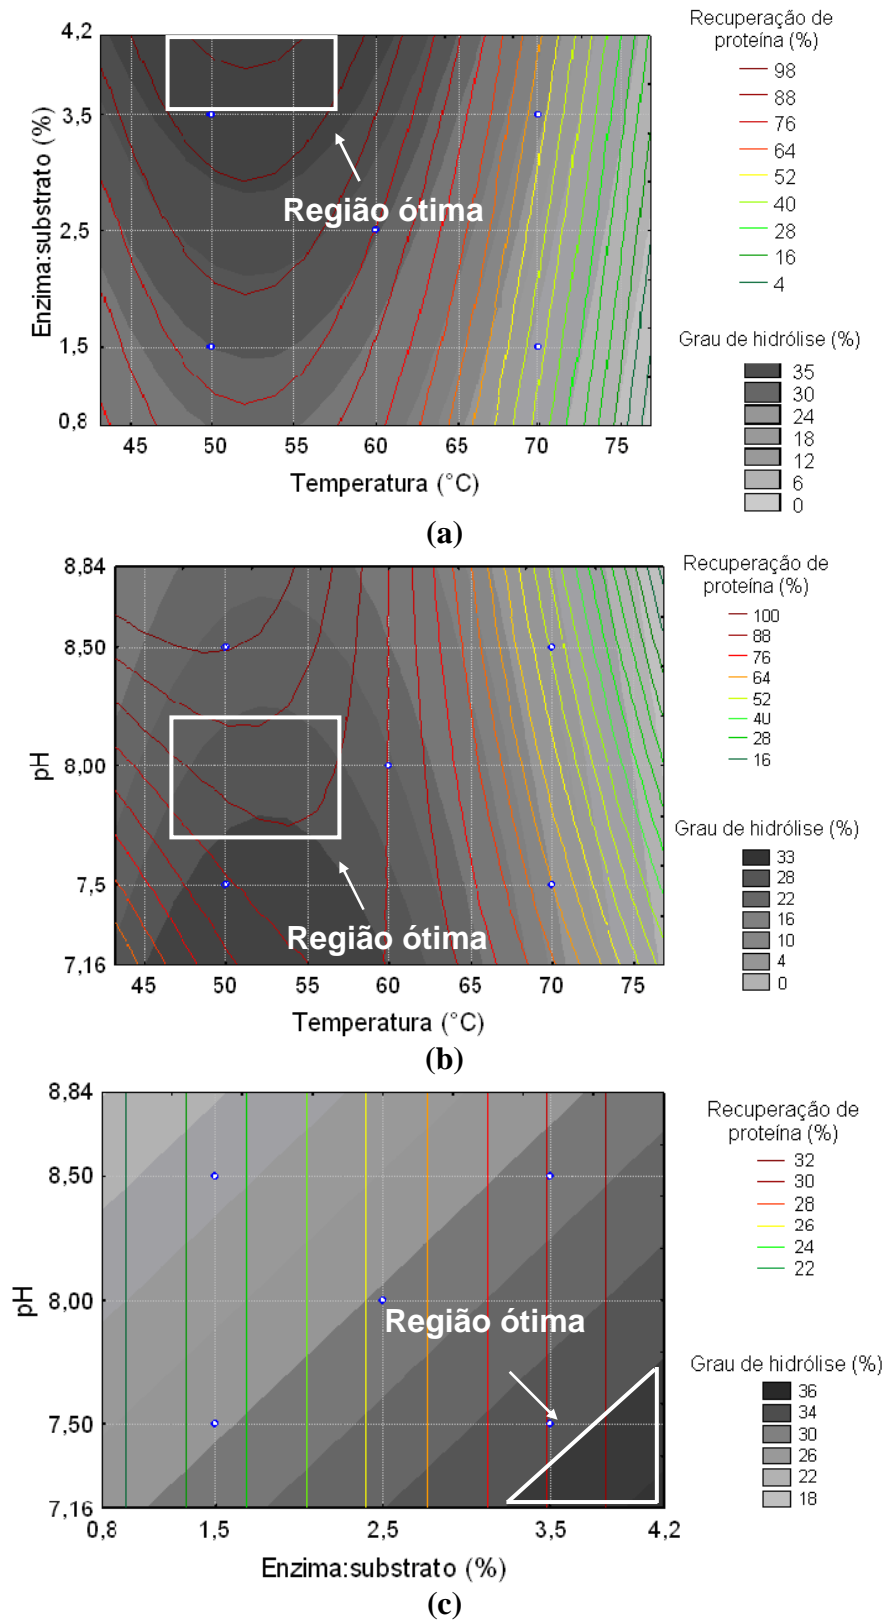 Recuperação de
proteína (%)
98
88
76
64
52
40
28
16
4
Grau de hidrólise (%)
35
30
24
18
12
6
0
4.2
3,5
2,5
1,5
0.8
Enzima:substrato (%)
Região ótima
45 50 55 60 65 70 75
Temperatura (°C)
(a)
Recuperação de
proteína (%)
100
88
76
64
52
40
28
16
Grau de hidrólise (%)
33
28
22
16
10
4
0
8,84
8,50
8,00
7,5
7,16
pH
Região ótima
45 50 55 60 65 70 75
Temperatura (°C)
(b)
Recuperação de
proteína (%)
32
30
28
26
24
22
Grau de hidrólise (%)
36
34
30
26
22
18
8,84
8,50
8,00
7,50
7,16
pH
Região ótima
0,8 1,5 2,5 3,5 4,2
Enzima:substrato (%)
(c)